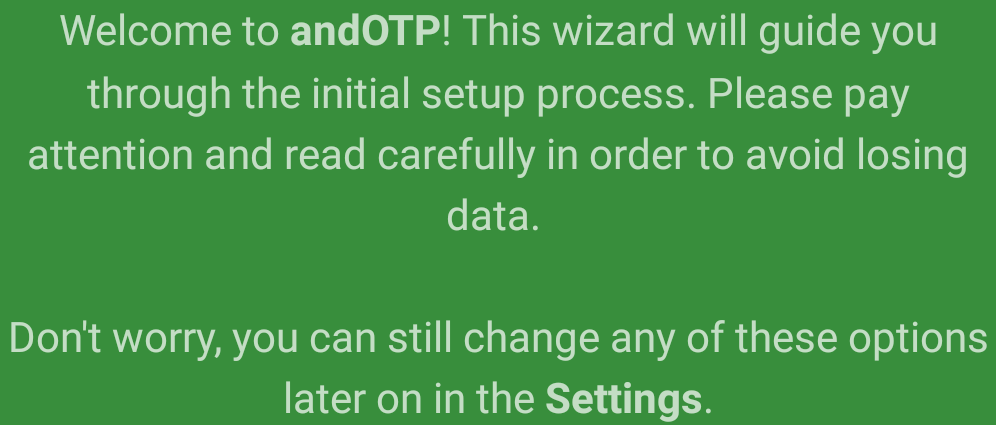 Welcome to andOTP! This wizard will guide you
through the initial setup process. Please pay
attention and read carefully in order to avoid losing
data.
Don't worry, you can still change any of these options
later on in the Settings.